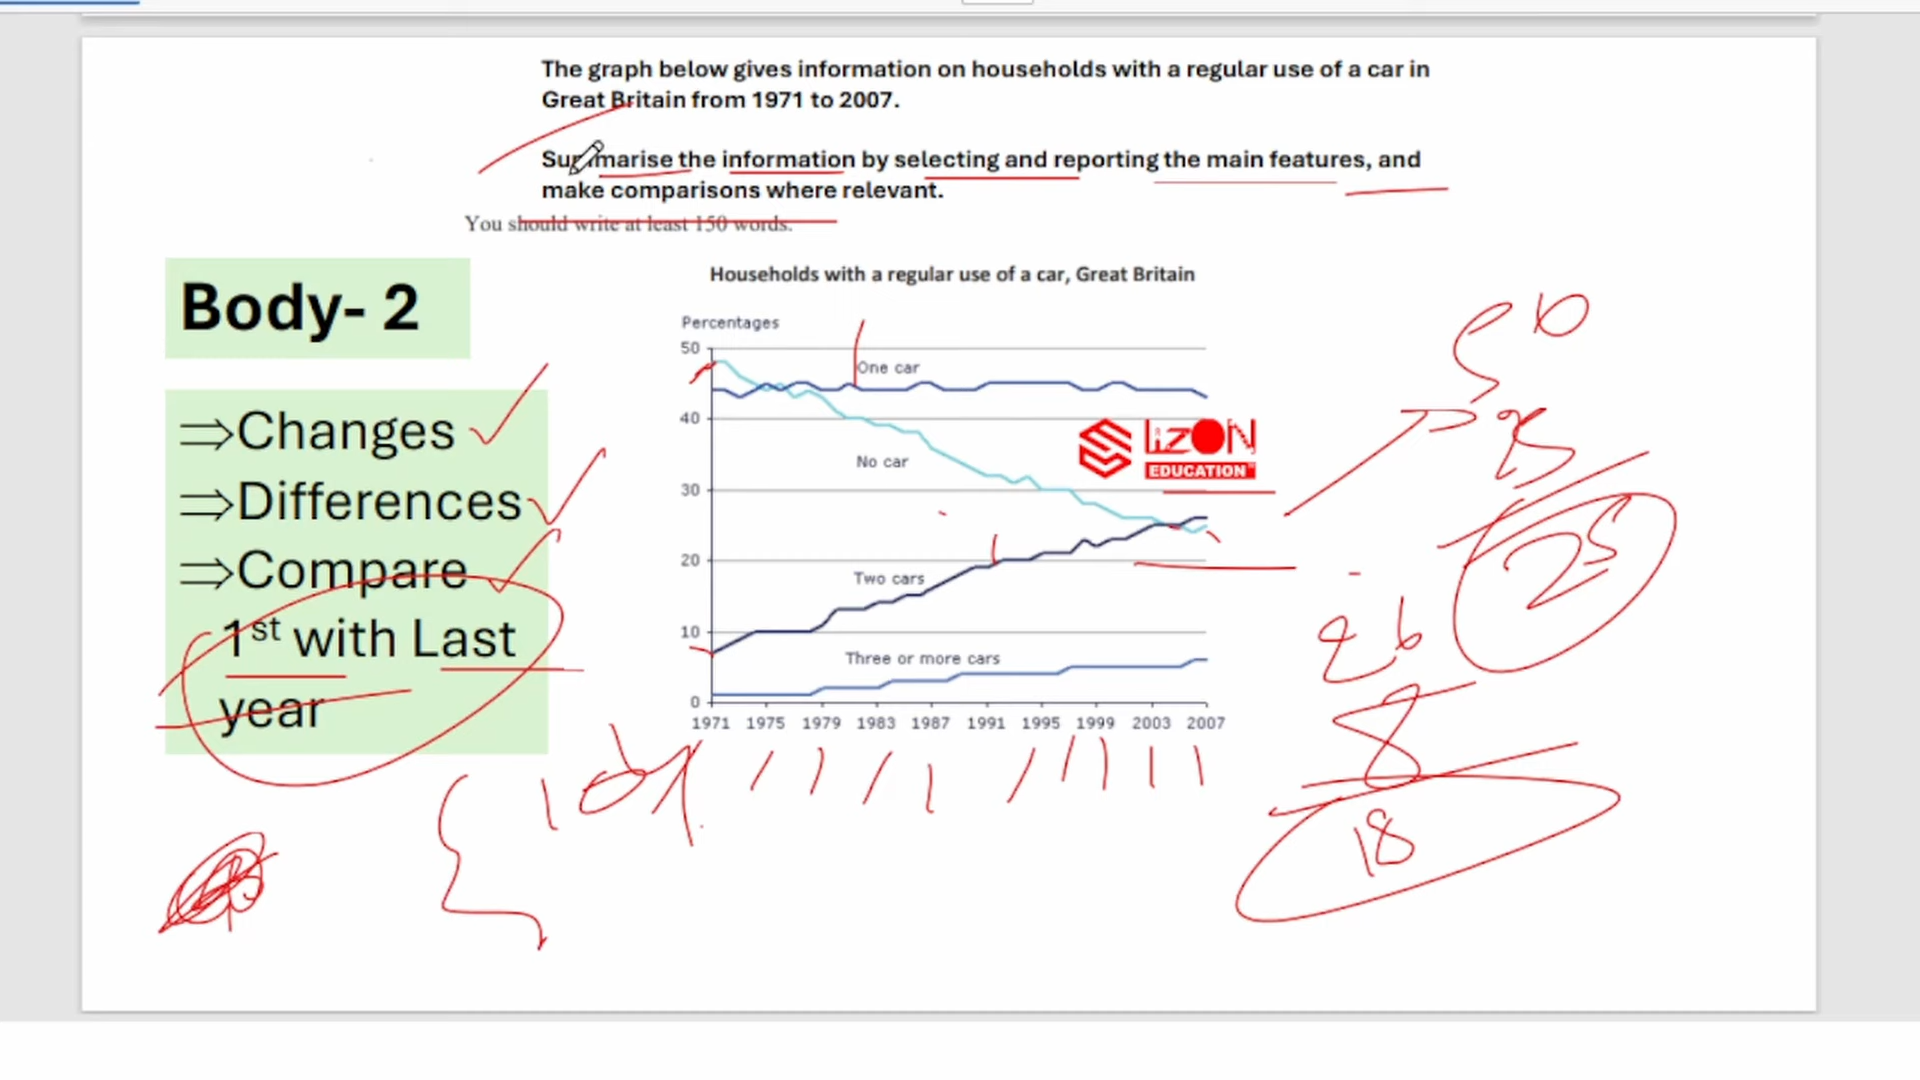 The graph below gives information on households with a regular use of a car in
Great Britain from 1971 to 2007.
Summarise the information by selecting and reporting the main features, and
make comparisons where relevant.
You should write at least 150 words.
Body- 2
⇒Changes
⇒Differences
⇒Compare
1st with Last
year
Households with a regular use of a car, Great Britain
Percentages
50
40
30
20
10
0
One car
No car
Two cars
Three or more cars
1971 1975 1979 1983 1987 1991 1995 1999 2003 2007
LizON
EDUCATION
50
25
25
26
8
18